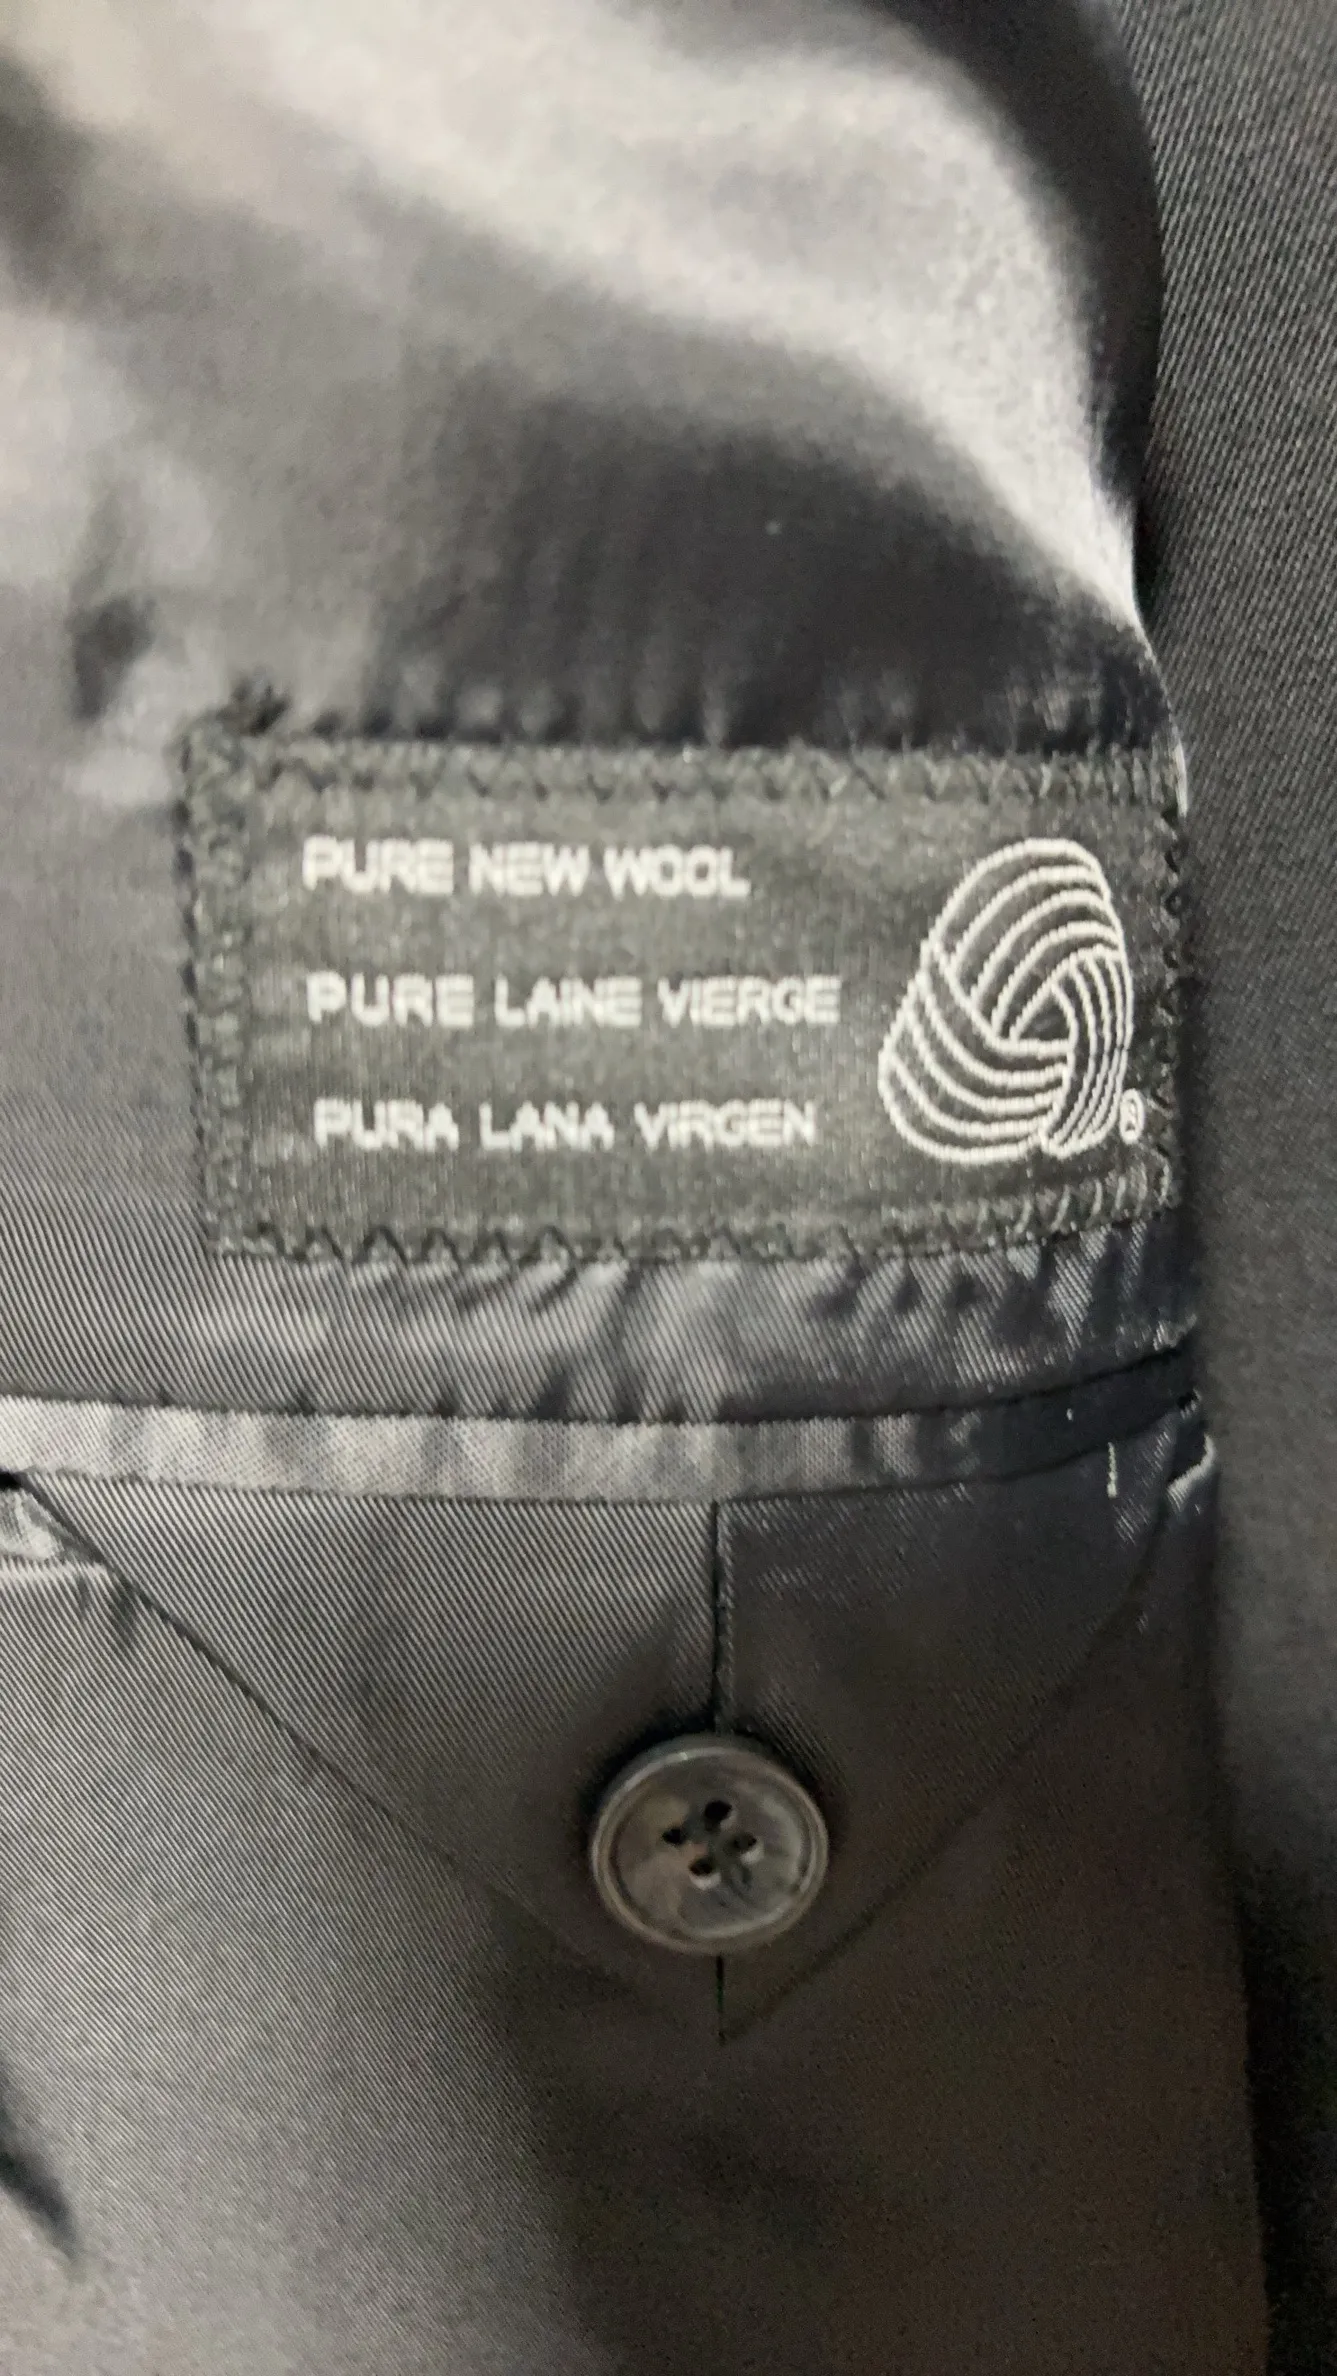 PURE NEW WOOL
PURE LAINE VIERGE
PURA LANA VIRGEN
®